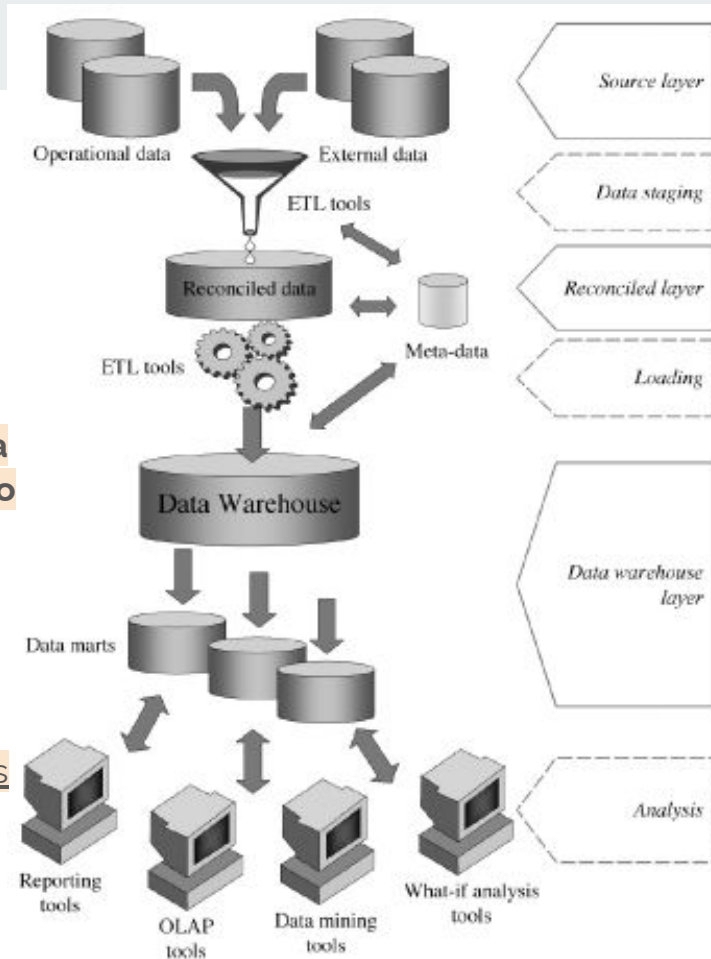 Source layer
Operational data
External data
Data staging
ETL tools
Reconciled data
Reconciled layer
Meta-data
ETL tools
Loading
a
o
Data Warehouse
Data warehouse
layer
Data marts
s
Analysis
Reporting
tools
OLAP
tools
Data mining
tools
What-if analysis
tools